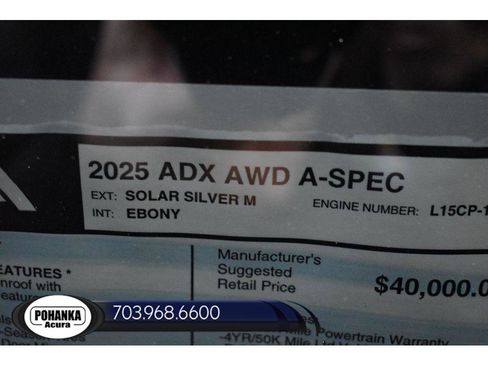 2025 ADX AWD A-SPEC
EXT: SOLAR SILVER M
ENGINE NUMBER: L15CP-1
INT: EBONY
EATURES *
nroof with
Manufacturer's
Suggested
Retail Price
$40,000.0
POHANKA
Acura
703.968.6600
Powertrain Warranty
-4YR/50K Mile